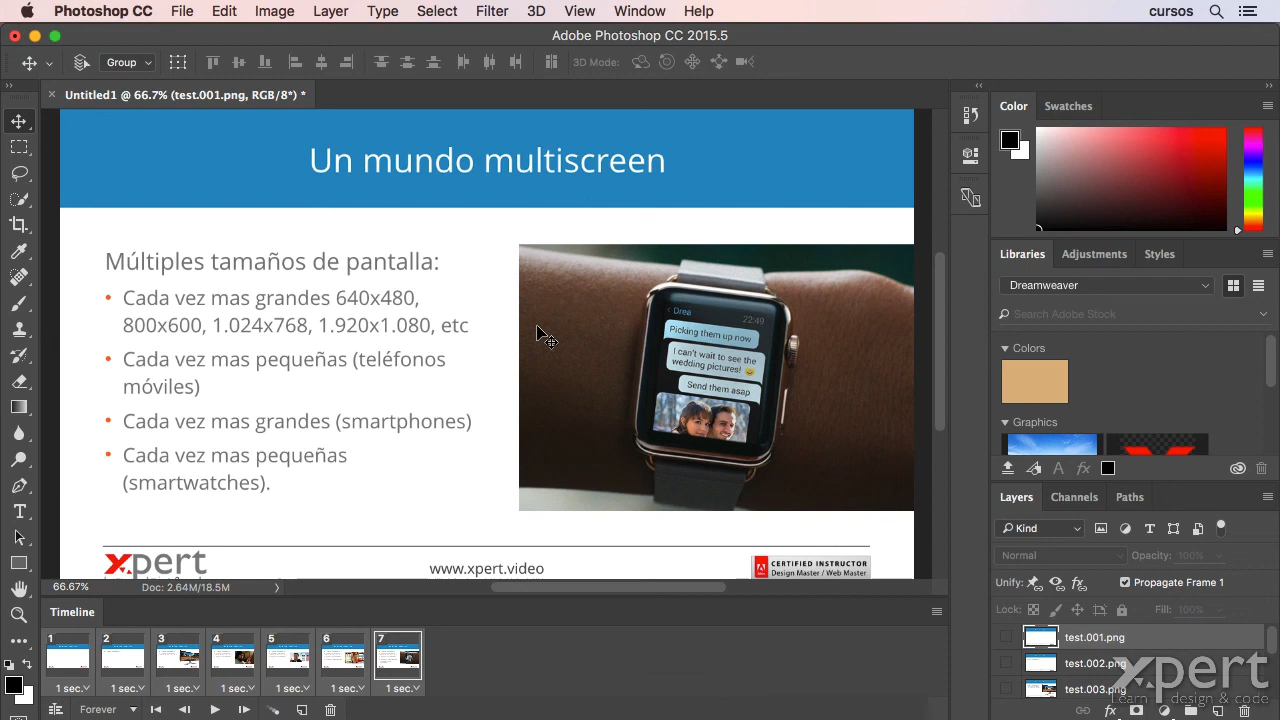 Photoshop CC File Edit Image Layer Type Select Filter 3D View Window Help cursos
Adobe Photoshop CC 2015.5
Group 3D Mode:
Untitled1 @ 66.7% (test.001.png, RGB/8*) *
Un mundo multiscreen
Múltiples tamaños de pantalla:
• Cada vez mas grandes 640x480,
800x600, 1.024x768, 1.920x1.080, etc
• Cada vez mas pequeñas (teléfonos
móviles)
• Cada vez mas grandes (smartphones)
• Cada vez mas pequeñas
(smartwatches).
Drea
22:49
Picking them up now
I can't wait to see the
wedding pictures! 😄
Send them asap
xpert
www.xpert.video
CERTIFIED INSTRUCTOR
Design Master / Web Master
66.67% Doc: 2.64M/18.5M
Timeline
1 2 3 4 5 6 7
1 sec. 1 sec. 1 sec. 1 sec. 1 sec. 1 sec. 1 sec.
Forever
Color Swatches
Libraries Adjustments Styles
Dreamweaver
Search Adobe Stock
Colors
Graphics
Layers Channels Paths
Kind
Normal Opacity: 100%
Unify: Propagate Frame 1
Lock: Fill: 100%
test.001.png
test.002.png
test.003.png
xpert
Learn design & code